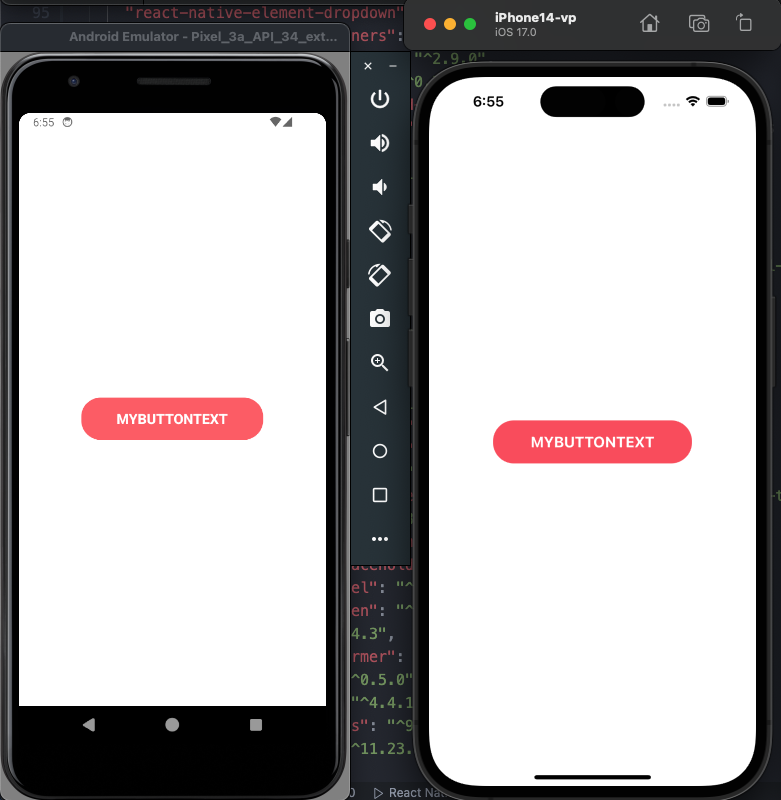 95 "react-native-element-dropdown"
Android Emulator - Pixel_3a_API_34_ext...
ners":
iPhone14-vp
iOS 17.0
"^2.9.0"
6:55
6:55
MYBUTTONTEXT
MYBUTTONTEXT
el": "^
en": "^
4.3",
rmer":
^0.5.0"
"^4.4.1
s": "^9
^11.23.
React Nat